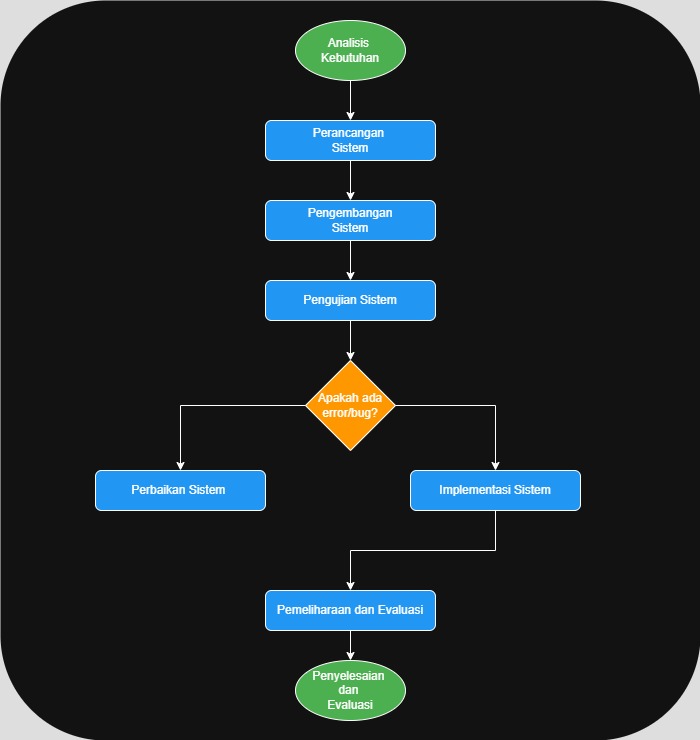 Analisis
Kebutuhan
Perancangan
Sistem
Pengembangan
Sistem
Pengujian Sistem
Apakah ada
error/bug?
Perbaikan Sistem
Implementasi Sistem
Pemeliharaan dan Evaluasi
Penyelesaian
dan
Evaluasi